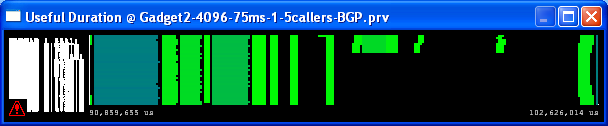 Useful Duration @ Gadget2-4096-75ms-1-5callers-BGP.prv
90,859,655 us
102,626,014 us